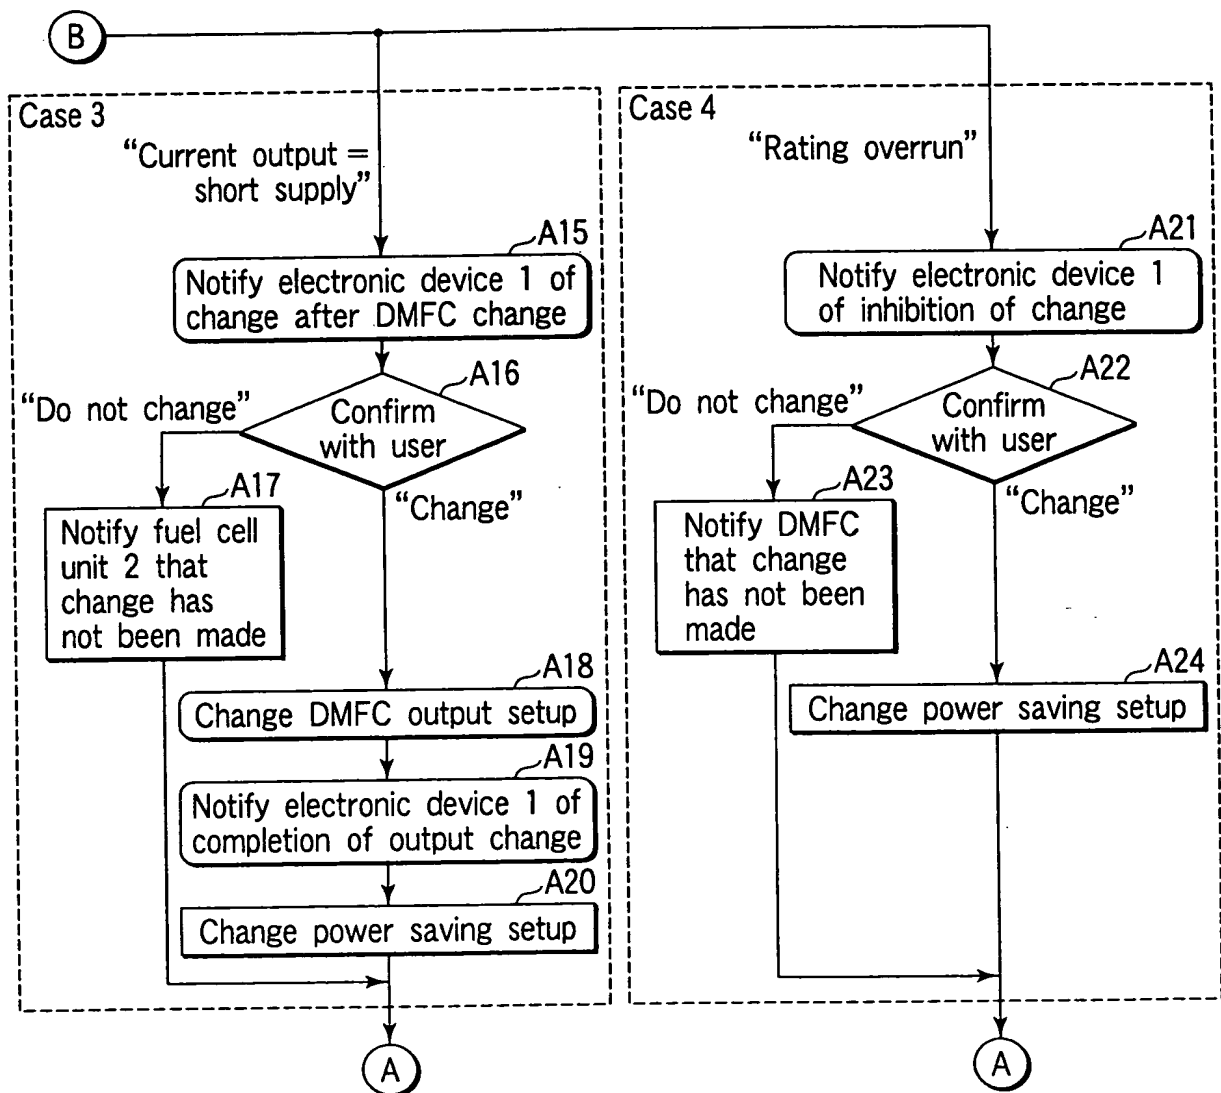 B
Case 3
"Current output =
short supply"
A15
Notify electronic device 1 of
change after DMFC change
A16
"Do not change"
Confirm
with user
A17
"Change"
Notify fuel cell
unit 2 that
change has
not been made
A18
Change DMFC output setup
A19
Notify electronic device 1 of
completion of output change
A20
Change power saving setup
A
Case 4
"Rating overrun"
A21
Notify electronic device 1
of inhibition of change
A22
"Do not change"
Confirm
with user
A23
"Change"
Notify DMFC
that change
has not been
made
A24
Change power saving setup
A